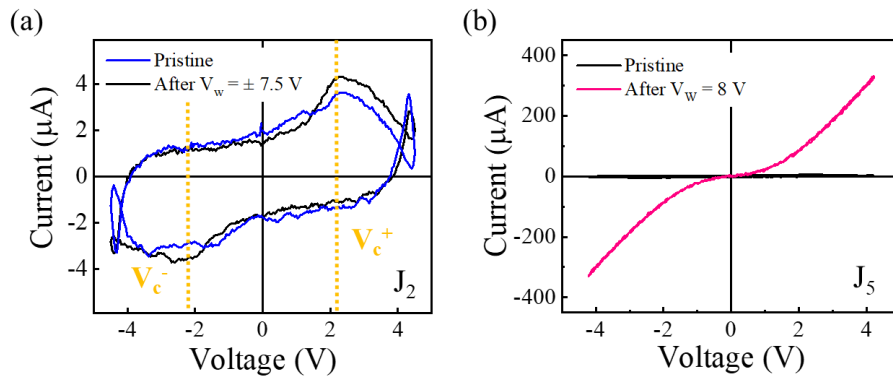 (a)
Pristine
After V_w = ± 7.5 V
Current (μA)
4
2
0
-2
-4
V_c^-
V_c^+
J_2
-4 -2 0 2 4
Voltage (V)
(b)
Pristine
After V_W = 8 V
Current (μA)
400
200
0
-200
-400
J_5
-4 -2 0 2 4
Voltage (V)